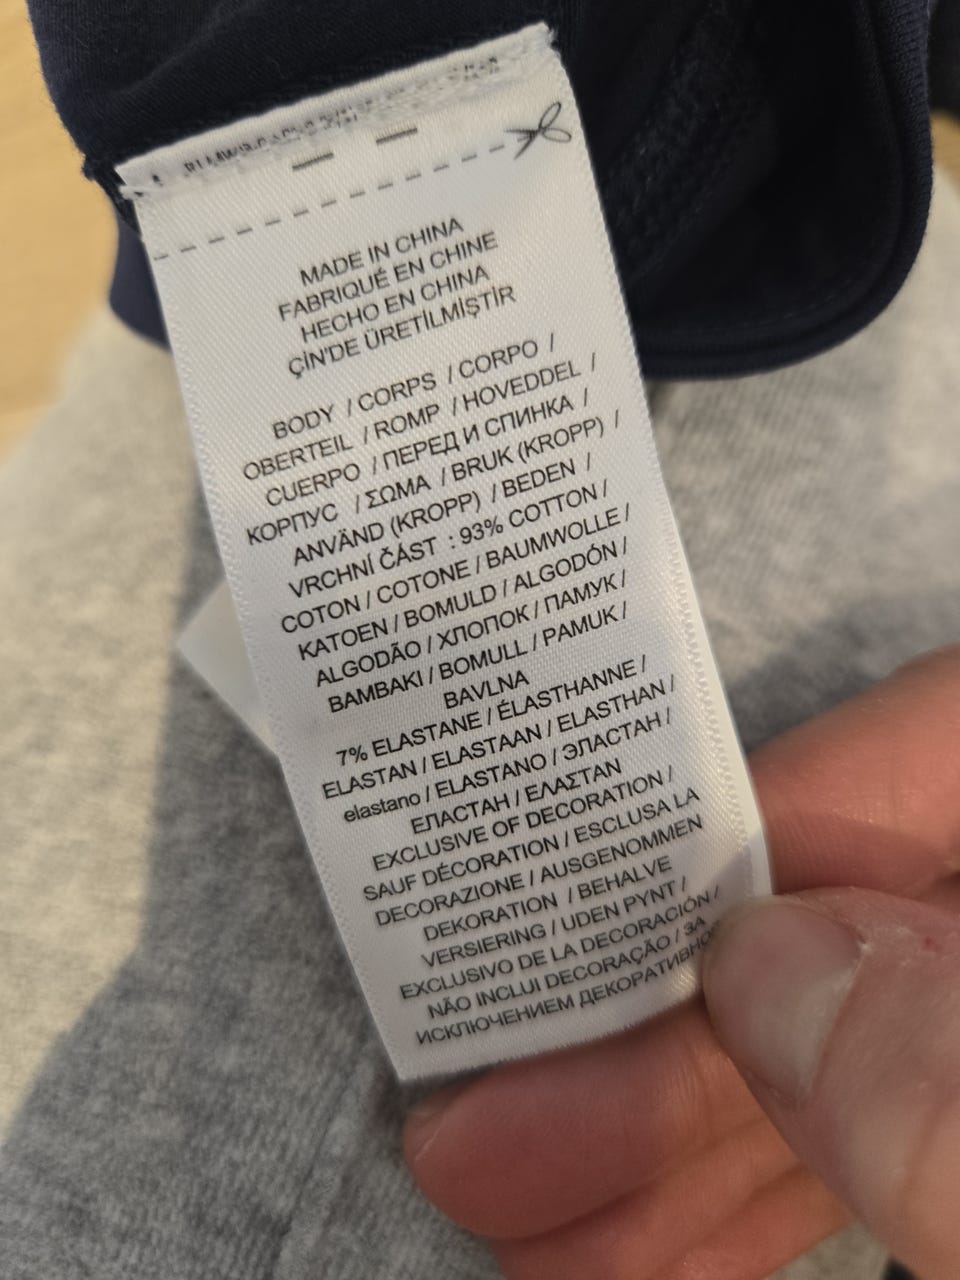 MADE IN CHINA
FABRIQUÉ EN CHINE
HECHO EN CHINA
ÇİN'DE ÜRETİLMİŞTİR
BODY / CORPS / CORPO /
OBERTEIL / ROMP / HOVEDDEL /
CUERPO / ПЕРЕД И СПИНКА /
КОРПУС / ΣΩΜΑ / BRUK (KROPP) /
ANVÄND (KROPP) / BEDEN /
VRCHNÍ ČÁST : 93% COTTON /
COTON / COTONE / BAUMWOLLE /
KATOEN / BOMULD / ALGODÓN /
ALGODÃO / ХЛОПОК / ПАМУК /
BAMBAKI / BOMULL / PAMUK /
BAVLNA
7% ELASTANE / ÉLASTHANNE /
ELASTAN / ELASTAAN / ELASTHAN /
elastano / ELASTANO / ЭЛАСТАН /
ЕЛАСТАН / ΕΛΑΣΤΑΝ
EXCLUSIVE OF DECORATION /
SAUF DÉCORATION / ESCLUSA LA
DECORAZIONE / AUSGENOMMEN
DEKORATION / BEHALVE
VERSIERING / UDEN PYNT /
EXCLUSIVO DE LA DECORACIÓN /
NÃO INCLUI DECORAÇÃO / ЗА
ИСКЛЮЧЕНИЕМ